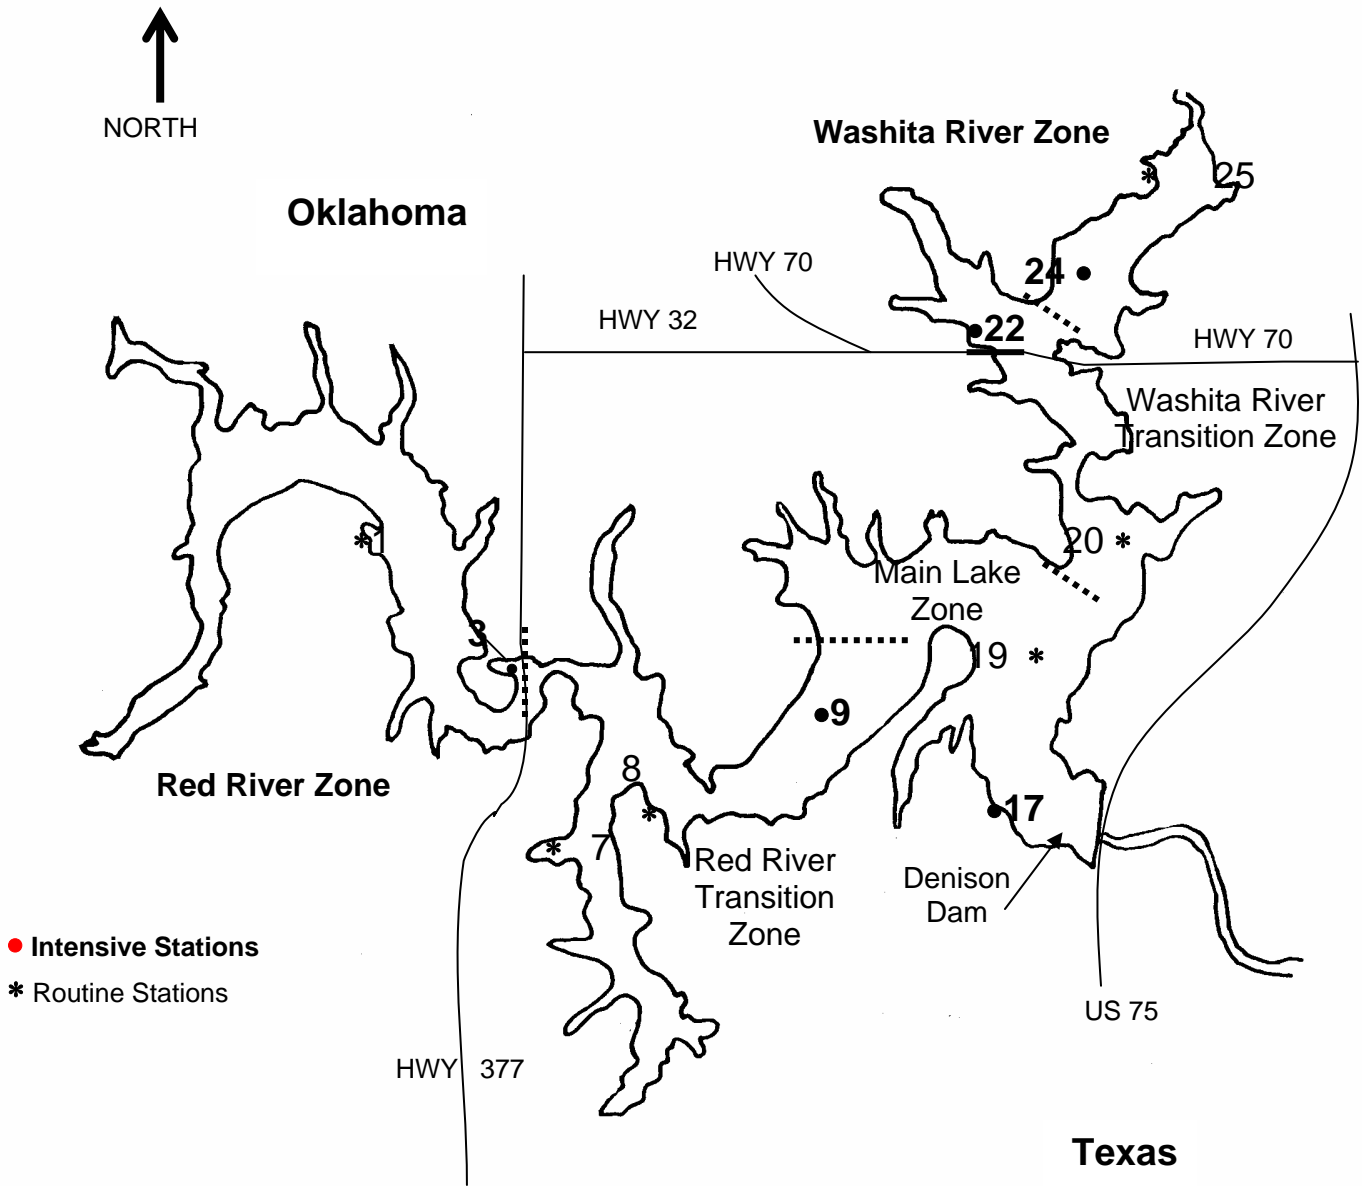 NORTH
Washita River Zone
25
Oklahoma
HWY 70
24
HWY 32
22
HWY 70
Washita River
Transition Zone
1
20
Main Lake
Zone
3
19
9
8
Red River Zone
17
7
Red River
Transition
Zone
Denison
Dam
Intensive Stations
* Routine Stations
US 75
HWY 377
Texas